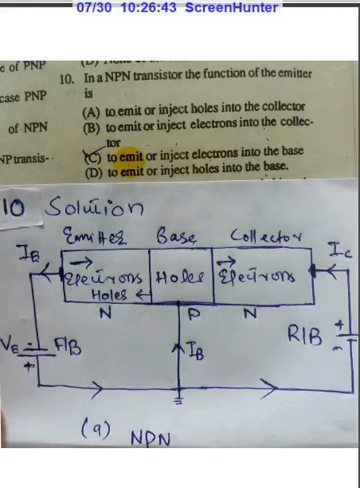 07/30 10:26:43 ScreenHunter
e of PNP
case PNP
of NPN
NP transis-
10. In a NPN transistor the function of the emitter
is
(A) to emit or inject holes into the collector
(B) to emit or inject electrons into the collec-
tor
(C) to emit or inject electrons into the base
(D) to emit or inject holes into the base.
10 Solution
Emitter Base Collector
IE IC
Electrons Holes Electrons
Holes
N P N
VE F/B IB R/B
+ -
- +
(a) NPN